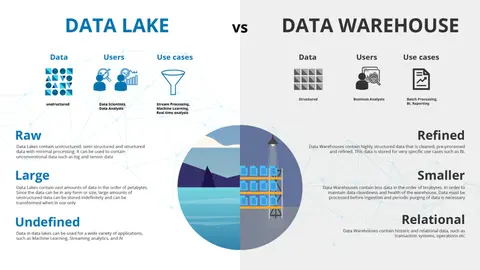 DATA LAKE
vs
DATA WAREHOUSE
Data
Users
Use cases
unstructured
Data Scientists,
Data Analysts
Stream Processing,
Machine Learning,
Real time analysis
Data
Users
Use cases
Structured
Business Analysts
Batch Processing,
BI, Reporting
Raw
Data Lakes contain unstructured, semi structured and structured
data with minimal processing. It can be used to contain
unconventional data such as log and sensor data
Large
Data Lakes contain vast amounts of data in the order of petabytes.
Since the data can be in any form or size, large amounts of
unstructured data can be stored indefinitely and can be
transformed when in use only
Undefined
Data in data lakes can be used for a wide variety of applications,
such as Machine Learning, Streaming analytics, and AI
Refined
Data Warehouses contain highly structured data that is cleaned, pre-processed
and refined. This data is stored for very specific use cases such as BI.
Smaller
Data Warehouses contain less data in the order of terabytes. In order to
maintain data cleanliness and health of the warehouse, Data must be
processed before ingestion and periodic purging of data is necessary
Relational
Data Warehouses contain historic and relational data, such as
transaction systems, operations etc